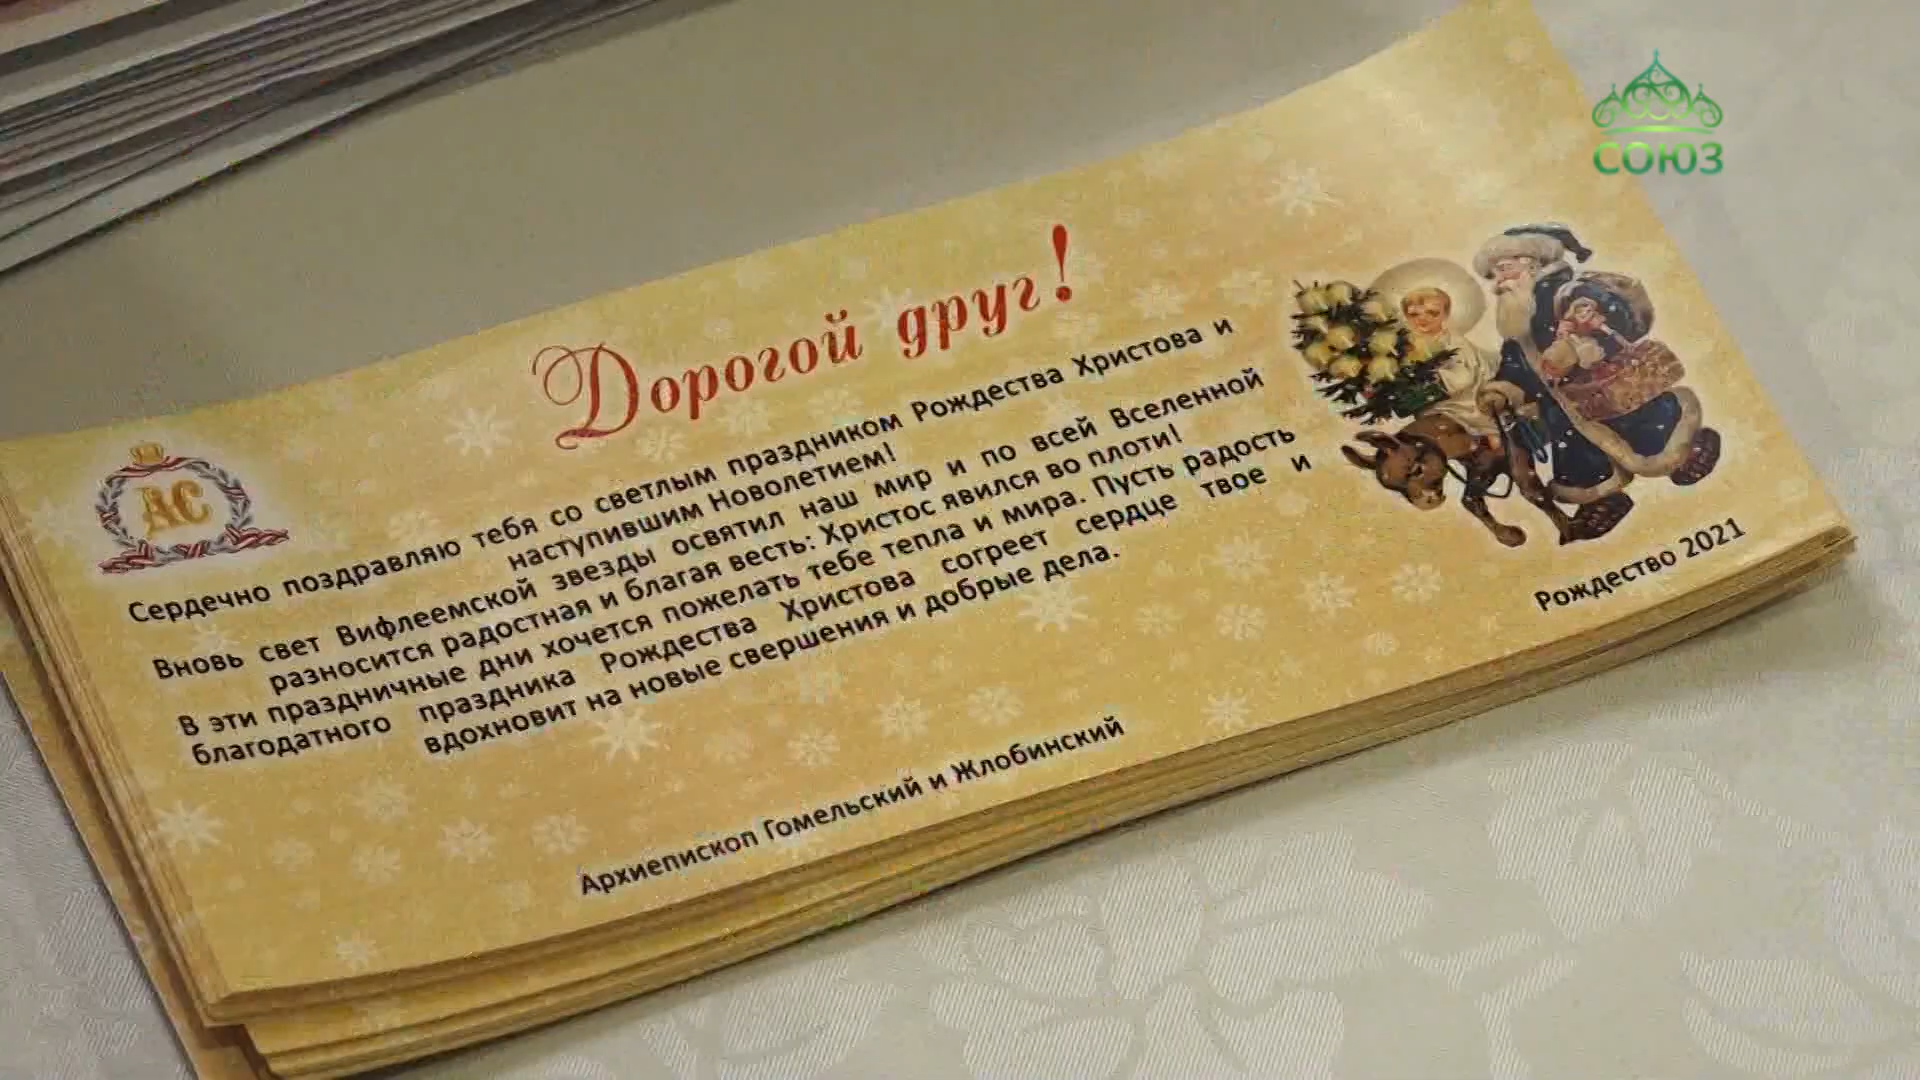 СОЮЗ
Дорогой друг!
АС
Сердечно поздравляю тебя со светлым праздником Рождества Христова и
наступившим Новолетием!
Вновь свет Вифлеемской звезды освятил наш мир и по всей Вселенной
разносится радостная и благая весть: Христос явился во плоти!
В эти праздничные дни хочется пожелать тебе тепла и мира. Пусть радость
благодатного праздника Рождества Христова согреет сердце твое и
вдохновит на новые свершения и добрые дела.
Архиепископ Гомельский и Жлобинский
Рождество 2021